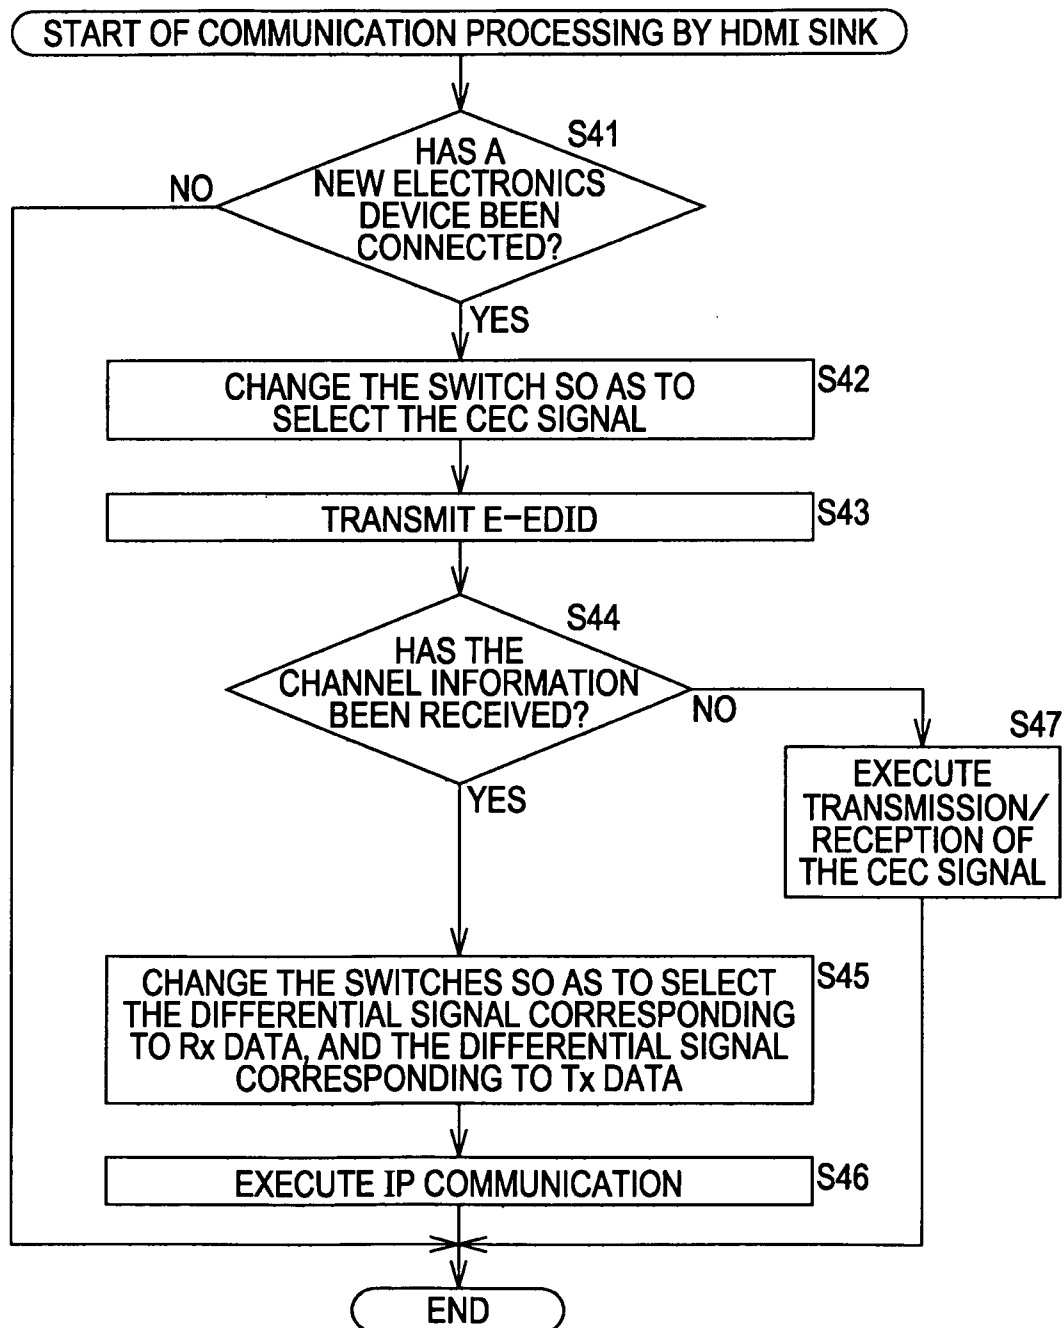 START OF COMMUNICATION PROCESSING BY HDMI SINK
S41
HAS A
NEW ELECTRONICS
DEVICE BEEN
CONNECTED?
NO
YES
CHANGE THE SWITCH SO AS TO
SELECT THE CEC SIGNAL
S42
TRANSMIT E-EDID
S43
S44
HAS THE
CHANNEL INFORMATION
BEEN RECEIVED?
NO
YES
S47
EXECUTE
TRANSMISSION/
RECEPTION OF
THE CEC SIGNAL
CHANGE THE SWITCHES SO AS TO SELECT
THE DIFFERENTIAL SIGNAL CORRESPONDING
TO Rx DATA, AND THE DIFFERENTIAL SIGNAL
CORRESPONDING TO Tx DATA
S45
EXECUTE IP COMMUNICATION
S46
END